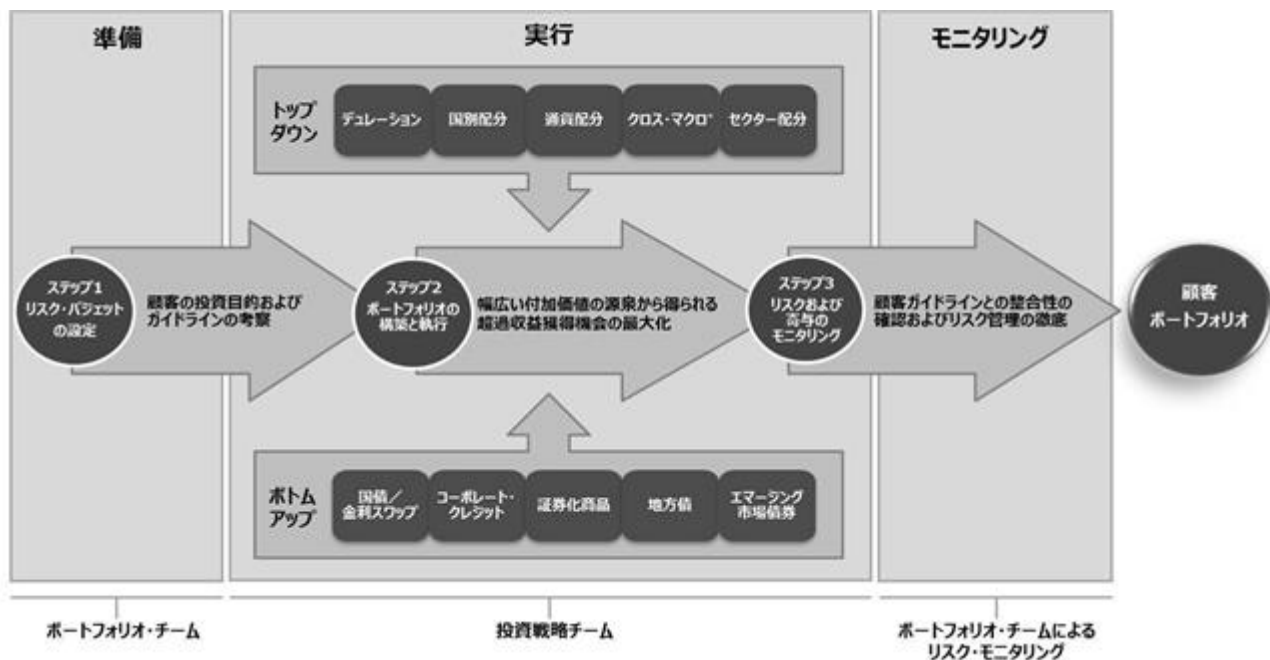 準備
実行
モニタリング
トップ
ダウン
デュレーション
国別配分
通貨配分
クロス・マクロ*
セクター配分
ステップ1
リスク・バジェット
の設定
顧客の投資目的および
ガイドラインの考察
ステップ2
ポートフォリオの
構築と執行
幅広い付加価値の源泉から得られる
超過収益獲得機会の最大化
ステップ3
リスクおよび
寄与の
モニタリング
顧客ガイドラインとの整合性の
確認およびリスク管理の徹底
顧客
ポートフォリオ
ボトム
アップ
国債／
金利スワップ
コーポレート・
クレジット
証券化商品
地方債
エマージング
市場債券
ポートフォリオ・チーム
投資戦略チーム
ポートフォリオ・チームによる
リスク・モニタリング